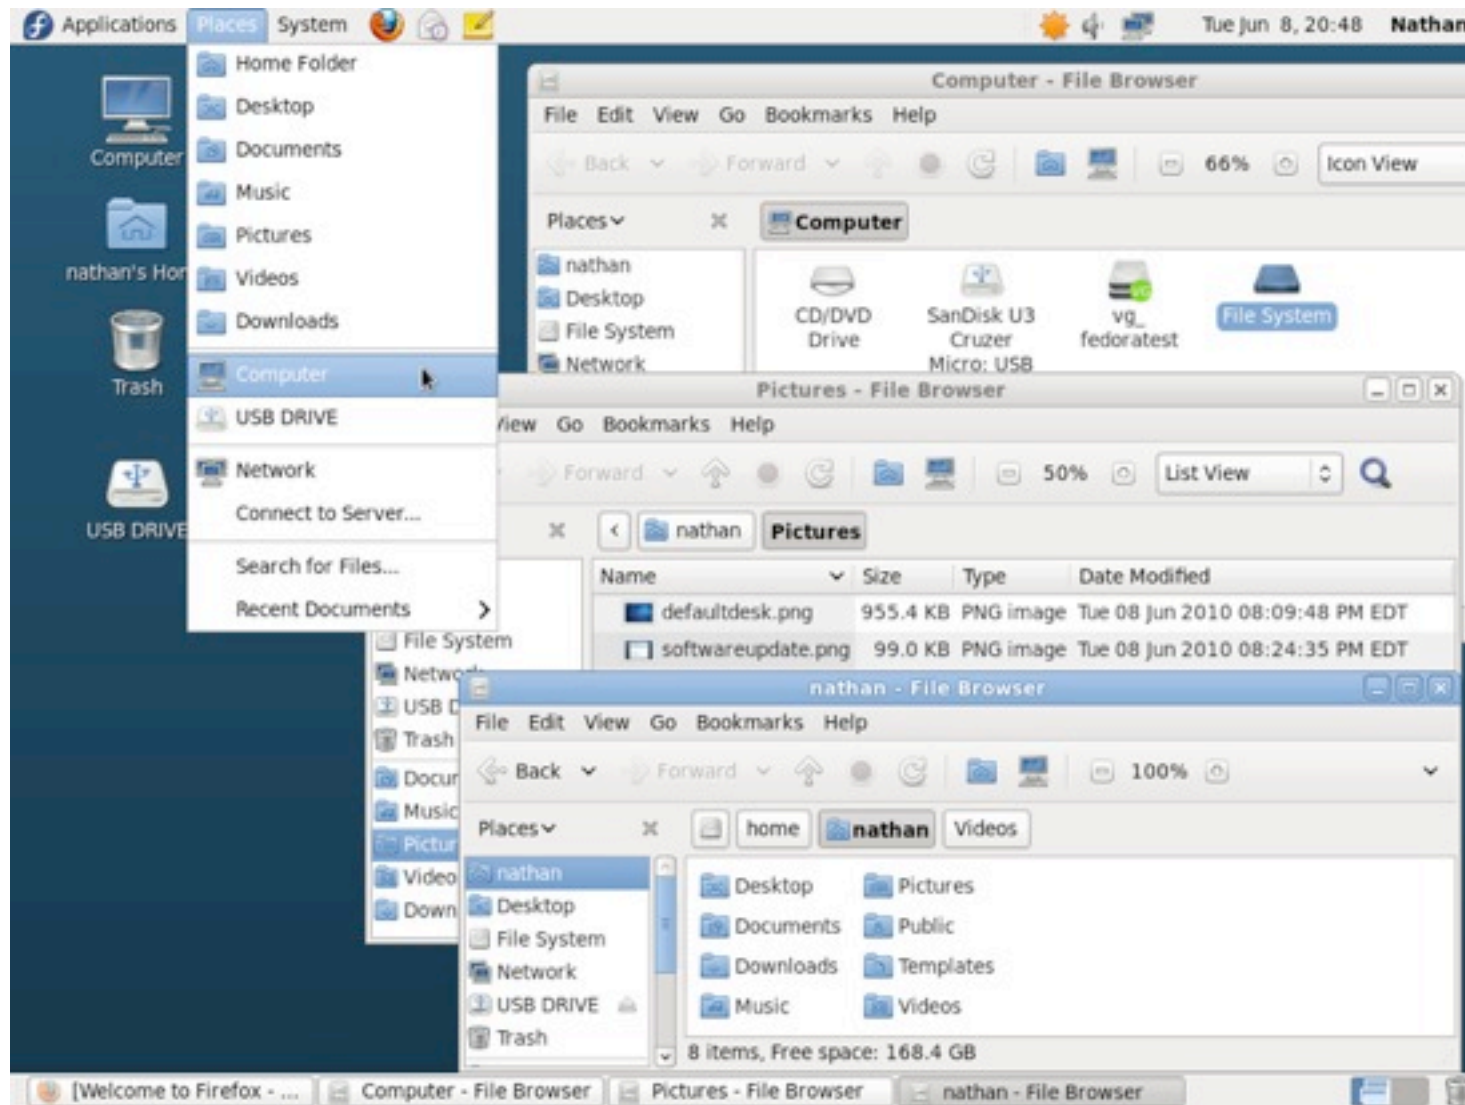 Applications Places System Tue Jun 8, 20:48 Nathan
Home Folder
Desktop
Documents
Music
Pictures
Videos
Downloads
Computer
USB DRIVE
Network
Connect to Server...
Search for Files...
Recent Documents
Computer
nathan's Hor
Trash
USB DRIVE
Computer - File Browser
File Edit View Go Bookmarks Help
Back Forward 66% Icon View
Places Computer
nathan
Desktop
File System
Network
CD/DVD
Drive
SanDisk U3
Cruzer
Micro: USB
vg_
fedoratest
File System
Pictures - File Browser
View Go Bookmarks Help
Forward 50% List View
nathan Pictures
Name Size Type Date Modified
defaultdesk.png 955.4 KB PNG image Tue 08 Jun 2010 08:09:48 PM EDT
softwareupdate.png 99.0 KB PNG image Tue 08 Jun 2010 08:24:35 PM EDT
File System
Netwo
USB D
Trash
Docur
Music
Pictur
Video
Down
nathan - File Browser
File Edit View Go Bookmarks Help
Back Forward 100%
Places home nathan Videos
nathan
Desktop
File System
Network
USB DRIVE
Trash
Desktop Pictures
Documents Public
Downloads Templates
Music Videos
8 items, Free space: 168.4 GB
[Welcome to Firefox - ... Computer - File Browser Pictures - File Browser nathan - File Browser